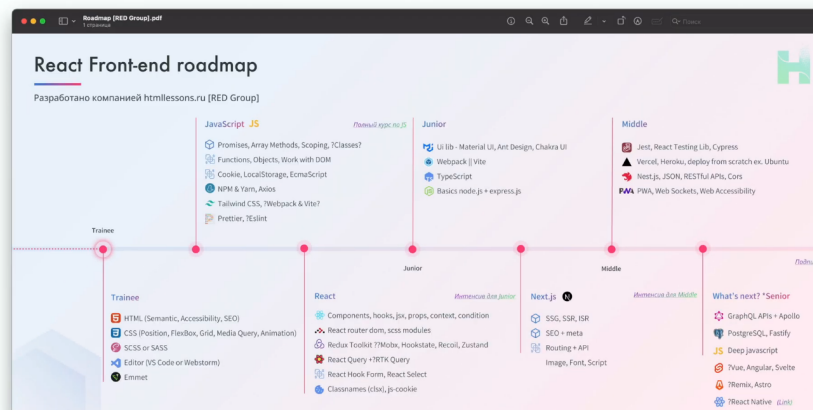 Roadmap [RED Group].pdf
1 страница
Поиск
React Front-end roadmap
Разработано компанией htmllessons.ru [RED Group]
JavaScript JS
Полный курс по JS
Promises, Array Methods, Scoping, ?Classes?
Functions, Objects, Work with DOM
Cookie, LocalStorage, EcmaScript
NPM & Yarn, Axios
Tailwind CSS, ?Webpack & Vite?
Prettier, ?Eslint
Junior
Ui lib - Material UI, Ant Design, Chakra UI
Webpack || Vite
TypeScript
Basics node.js + express.js
Middle
Jest, React Testing Lib, Cypress
Vercel, Heroku, deploy from scratch ex. Ubuntu
Nest.js, JSON, RESTful APIs, Cors
PWA PWA, Web Sockets, Web Accessibility
Trainee
Junior
Middle
Trainee
HTML (Semantic, Accessibility, SEO)
CSS (Position, FlexBox, Grid, Media Query, Animation)
SCSS or SASS
Editor (VS Code or Webstorm)
Emmet
React
Интенсив для Junior
Components, hooks, jsx, props, context, condition
React router dom, scss modules
Redux Toolkit ??Mobx, Hookstate, Recoil, Zustand
React Query +?RTK Query
React Hook Form, React Select
Classnames (clsx), js-cookie
Next.js
Интенсив для Middle
SSG, SSR, ISR
SEO + meta
Routing + API
Image, Font, Script
What's next? *Senior
GraphQL APIs + Apollo
PostgreSQL, Fastify
JS Deep javascript
?Vue, Angular, Svelte
?Remix, Astro
?React Native (Link)